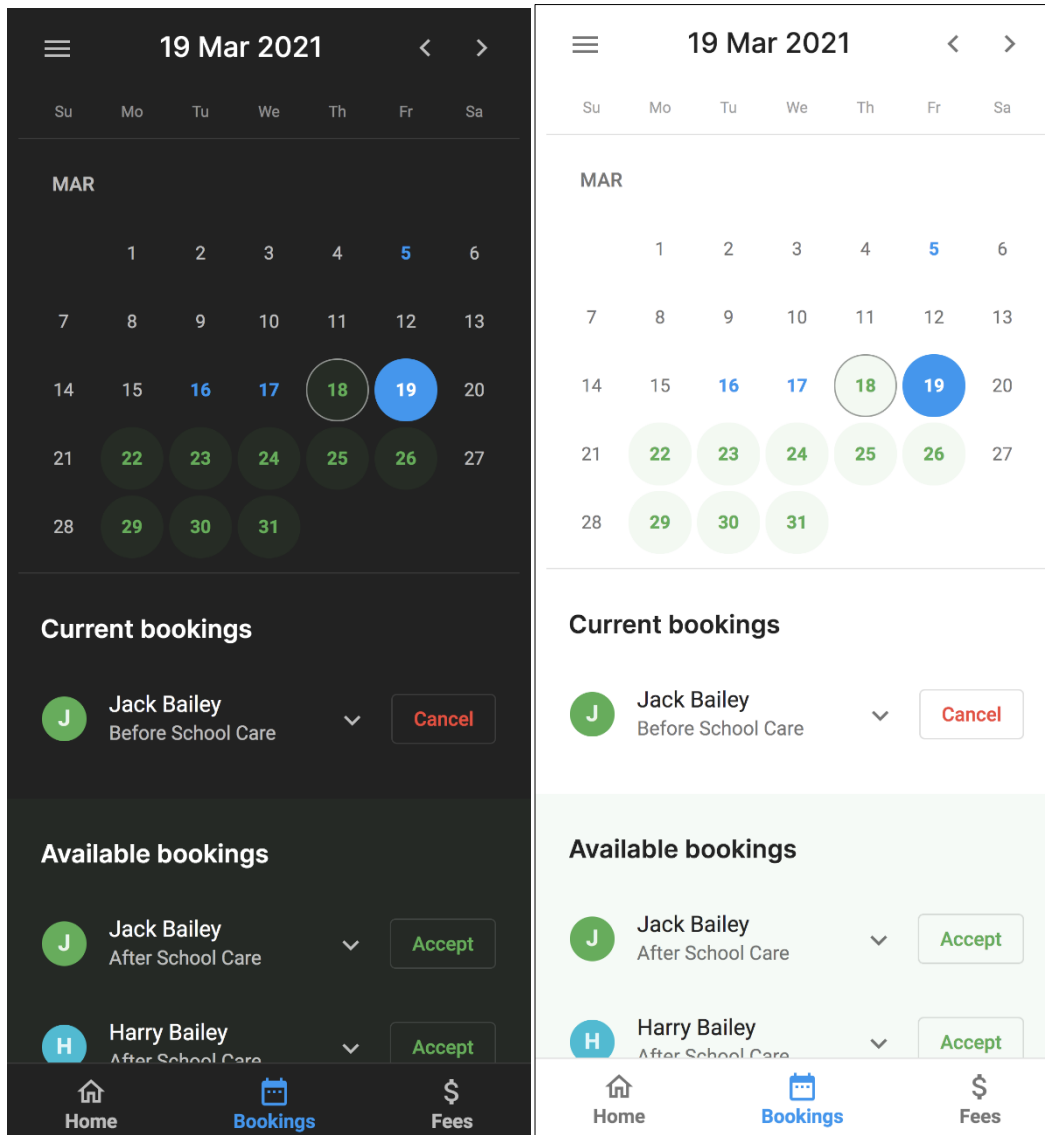 19 Mar 2021
Su Mo Tu We Th Fr Sa
MAR
1 2 3 4 5 6
7 8 9 10 11 12 13
14 15 16 17 18 19 20
21 22 23 24 25 26 27
28 29 30 31
Current bookings
J Jack Bailey Cancel
Before School Care
Available bookings
J Jack Bailey Accept
After School Care
H Harry Bailey Accept
After School Care
Home Bookings $ Fees
19 Mar 2021
Su Mo Tu We Th Fr Sa
MAR
1 2 3 4 5 6
7 8 9 10 11 12 13
14 15 16 17 18 19 20
21 22 23 24 25 26 27
28 29 30 31
Current bookings
J Jack Bailey Cancel
Before School Care
Available bookings
J Jack Bailey Accept
After School Care
H Harry Bailey Accept
After School Care
Home Bookings $ Fees